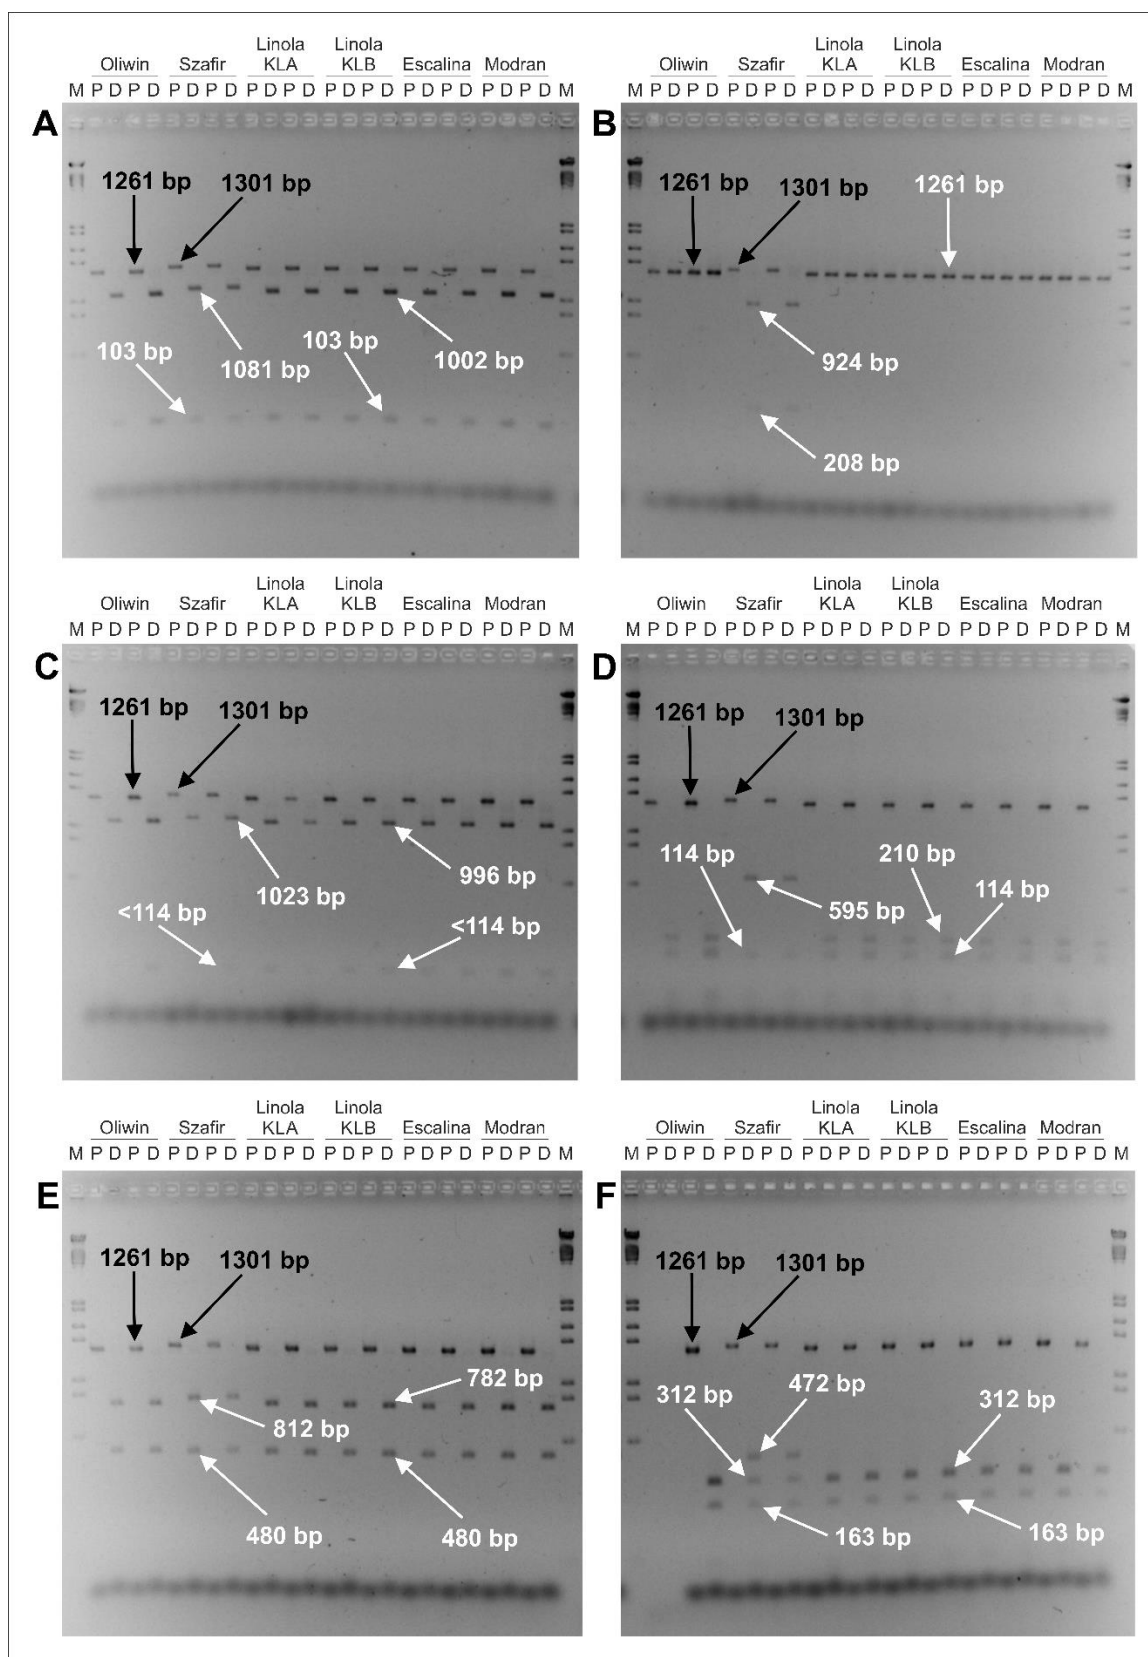 Oliwin Szafir Linola KLA Linola KLB Escalina Modran
M P D P D P D P D P D P D P D P D P D P D P D P D M
A
1261 bp
1301 bp
103 bp
1081 bp
103 bp
1002 bp
Oliwin Szafir Linola KLA Linola KLB Escalina Modran
M P D P D P D P D P D P D P D P D P D P D P D P D M
B
1261 bp
1301 bp
1261 bp
924 bp
208 bp
Oliwin Szafir Linola KLA Linola KLB Escalina Modran
M P D P D P D P D P D P D P D P D P D P D P D P D M
C
1261 bp
1301 bp
1023 bp
996 bp
<114 bp
<114 bp
Oliwin Szafir Linola KLA Linola KLB Escalina Modran
M P D P D P D P D P D P D P D P D P D P D P D P D M
D
1261 bp
1301 bp
114 bp
210 bp
595 bp
114 bp
Oliwin Szafir Linola KLA Linola KLB Escalina Modran
M P D P D P D P D P D P D P D P D P D P D P D P D M
E
1261 bp
1301 bp
782 bp
812 bp
480 bp
480 bp
Oliwin Szafir Linola KLA Linola KLB Escalina Modran
M P D P D P D P D P D P D P D P D P D P D P D P D M
F
1261 bp
1301 bp
312 bp
472 bp
312 bp
163 bp
163 bp